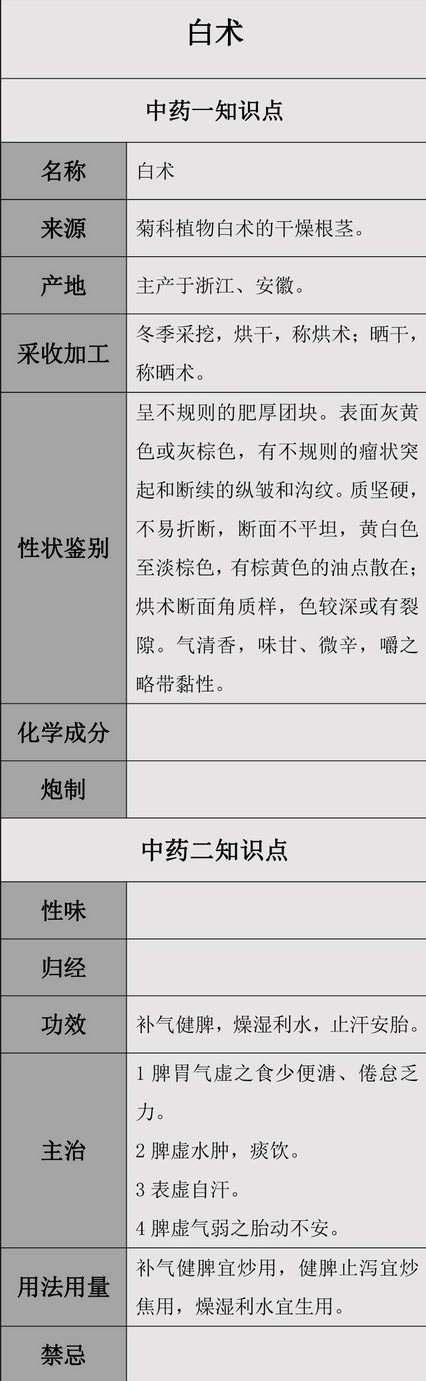 白术
中药一知识点
名称
白术
来源
菊科植物白术的干燥根茎。
产地
主产于浙江、安徽。
采收加工
冬季采挖，烘干，称烘术；晒干，
称晒术。
性状鉴别
呈不规则的肥厚团块。表面灰黄
色或灰棕色，有不规则的瘤状突
起和断续的纵皱和沟纹。质坚硬，
不易折断，断面不平坦，黄白色
至淡棕色，有棕黄色的油点散在；
烘术断面角质样，色较深或有裂
隙。气清香，味甘、微辛，嚼之
略带黏性。
化学成分
炮制
中药二知识点
性味
归经
功效
补气健脾，燥湿利水，止汗安胎。
主治
1 脾胃气虚之食少便溏、倦怠乏
力。
2 脾虚水肿，痰饮。
3 表虚自汗。
4 脾虚气弱之胎动不安。
用法用量
补气健脾宜炒用，健脾止泻宜炒
焦用，燥湿利水宜生用。
禁忌